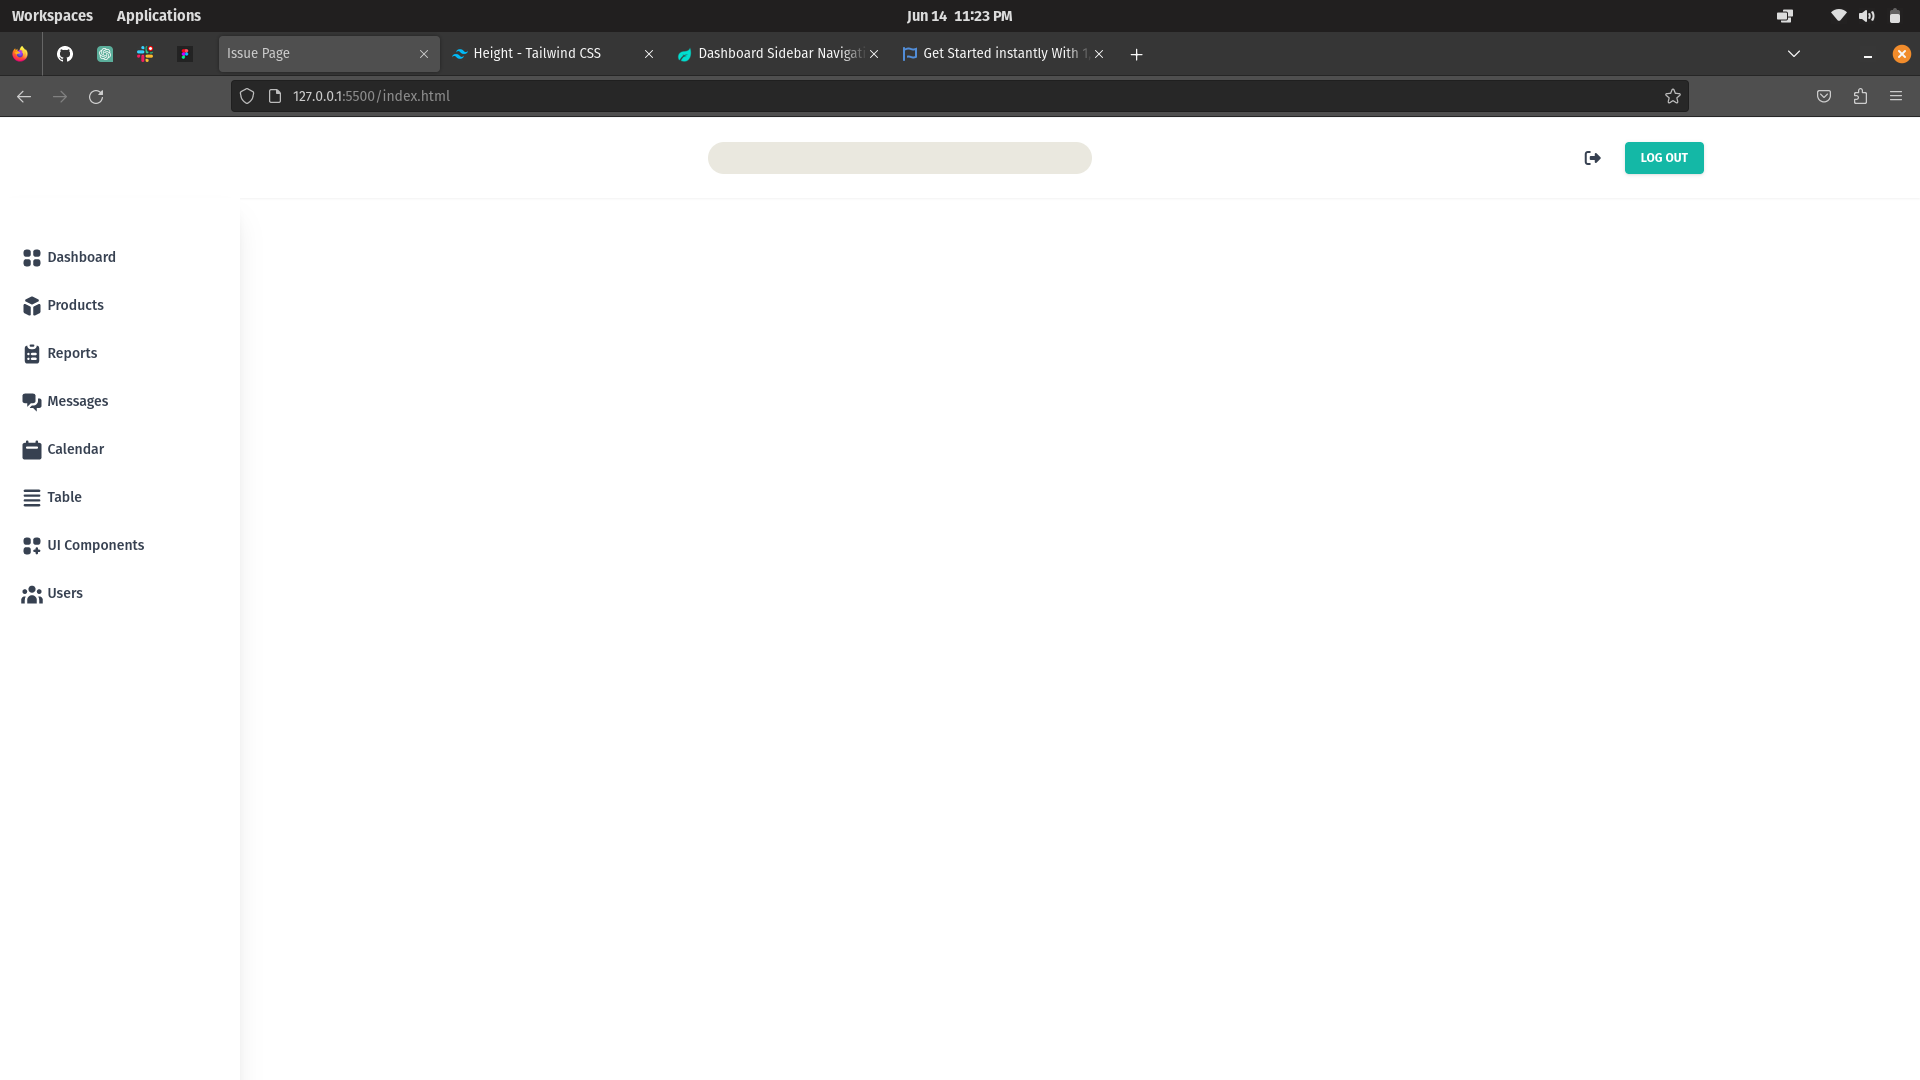 Workspaces Applications Jun 14 11:23 PM
Issue Page Height - Tailwind CSS Dashboard Sidebar Navigati Get Started instantly With 1
127.0.0.1:5500/index.html
LOG OUT
Dashboard
Products
Reports
Messages
Calendar
Table
UI Components
Users